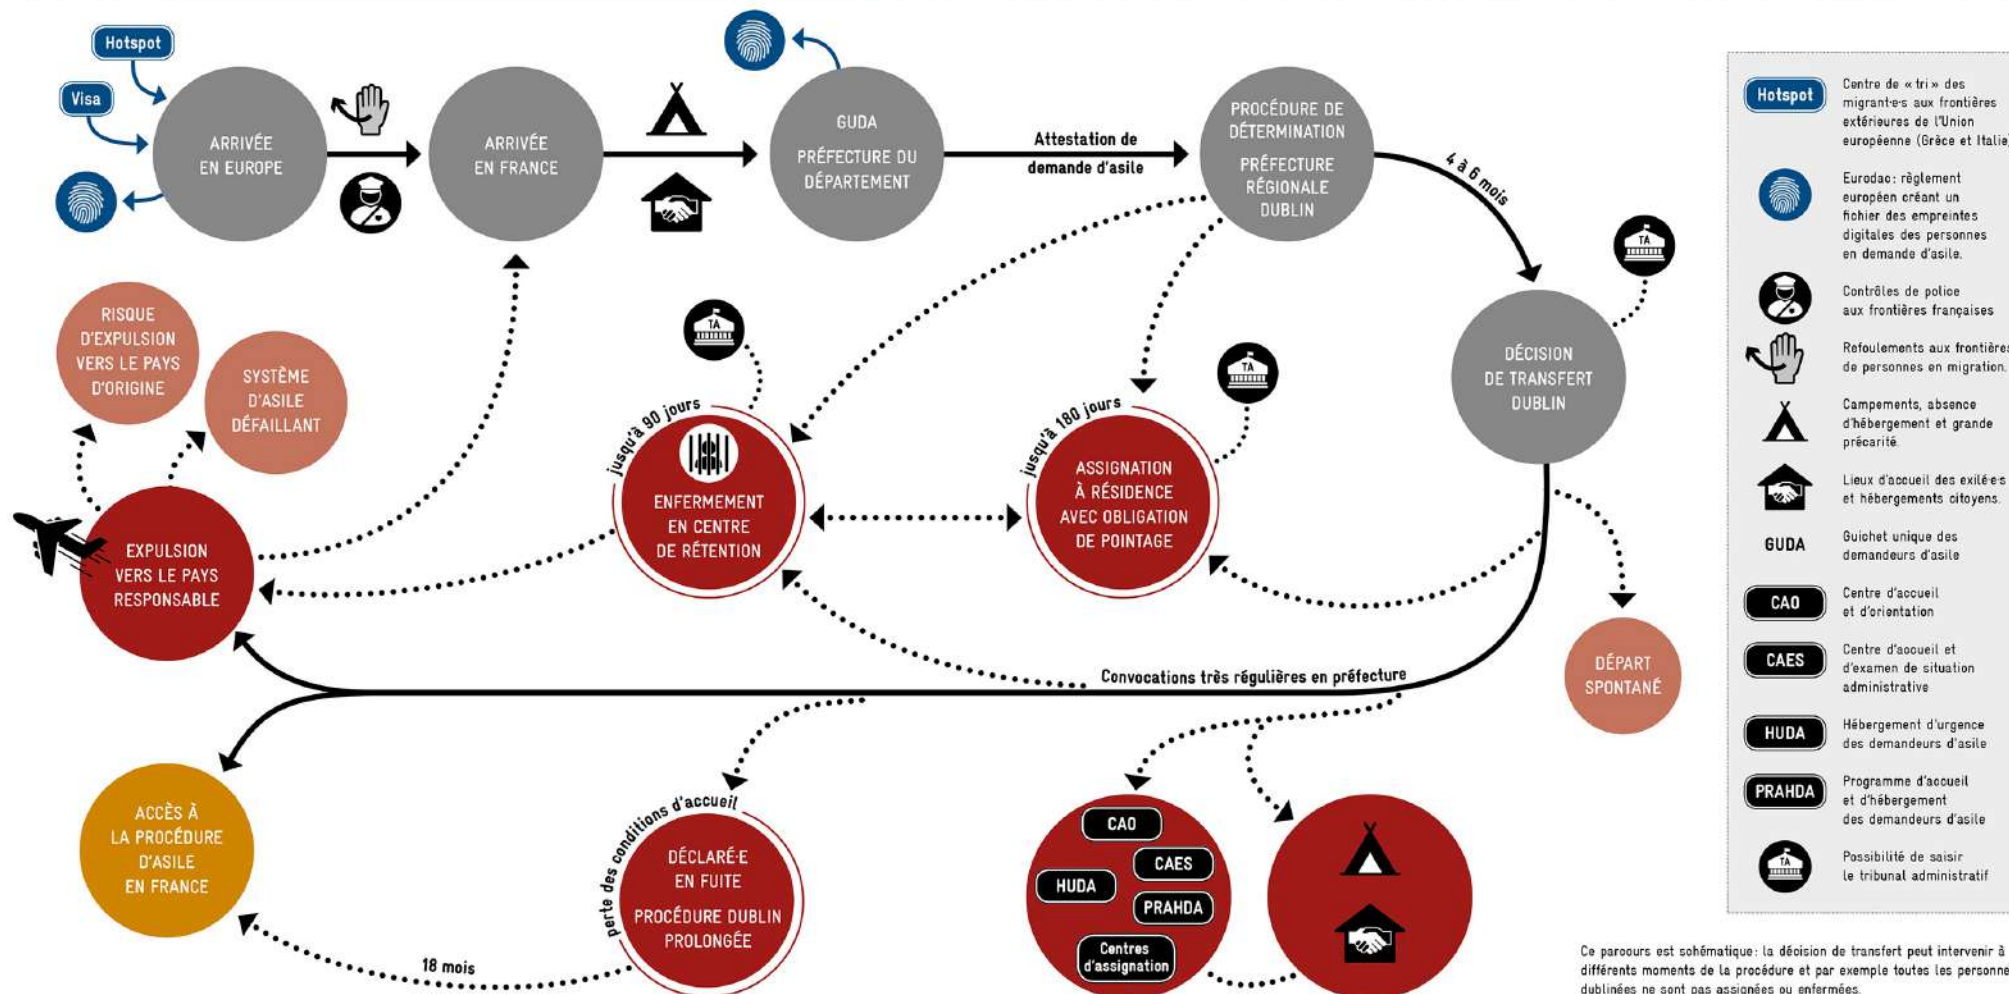 Hotspot
Visa
ARRIVÉE
EN EUROPE
ARRIVÉE
EN FRANCE
GUDA
PRÉFECTURE DU
DÉPARTEMENT
Attestation de
demande d'asile
PROCÉDURE DE
DÉTERMINATION
PRÉFECTURE
RÉGIONALE
DUBLIN
4 à 6 mois
TA
DÉCISION
DE TRANSFERT
DUBLIN
RISQUE
D'EXPULSION
VERS LE PAYS
D'ORIGINE
SYSTÈME
D'ASILE
DÉFAILLANT
EXPULSION
VERS LE PAYS
RESPONSABLE
TA
jusqu'à 90 jours
ENFERMEMENT
EN CENTRE
DE RÉTENTION
TA
jusqu'à 180 jours
ASSIGNATION
À RÉSIDENCE
AVEC OBLIGATION
DE POINTAGE
DÉPART
SPONTANÉ
Convocations très régulières en préfecture
ACCÈS À
LA PROCÉDURE
D'ASILE
EN FRANCE
18 mois
perte des conditions d'accueil
DÉCLARÉ·E
EN FUITE
PROCÉDURE DUBLIN
PROLONGÉE
CAO
CAES
HUDA
PRAHDA
Centres
d'assignation
Hotspot
Centre de « tri » des
migrant·e·s aux frontières
extérieures de l'Union
européenne (Grèce et Italie)
Eurodac: règlement
européen créant un
fichier des empreintes
digitales des personnes
en demande d'asile.
Contrôles de police
aux frontières françaises
Refoulements aux frontières
de personnes en migration.
Campements, absence
d'hébergement et grande
précarité.
Lieux d'accueil des exilé·e·s
et hébergements citoyens.
GUDA
Guichet unique des
demandeurs d'asile
CAO
Centre d'accueil
et d'orientation
CAES
Centre d'accueil et
d'examen de situation
administrative
HUDA
Hébergement d'urgence
des demandeurs d'asile
PRAHDA
Programme d'accueil
et d'hébergement
des demandeurs d'asile
TA
Possibilité de saisir
le tribunal administratif
Ce parcours est schématique: la décision de transfert peut intervenir à
différents moments de la procédure et par exemple toutes les personne
dublinées ne sont pas assignées ou enfermées.